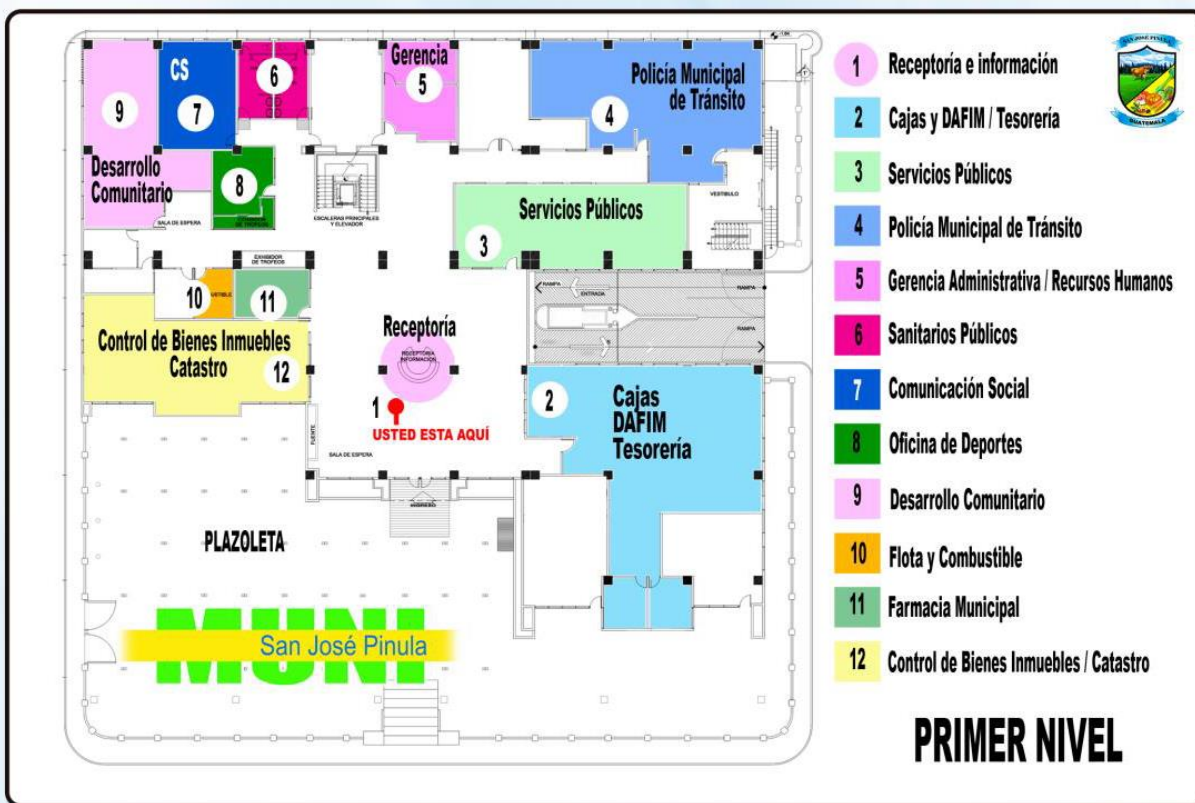 Gerencia
5
Policía Municipal
de Tránsito
4
CS
7
6
9
Desarrollo
Comunitario
8
SALA DE ESPERA
ESCALERAS PRINCIPALES
Y ELEVADOR
VESTIBULO
Servicios Públicos
3
EXHIBIDOR
DE TROFEOS
10
11
RAMPA
ENTRADA
RAMPA
RAMPA
Control de Bienes Inmuebles
Catastro
12
Receptoría
RECEPTORIA
INFORMACION
1
USTED ESTA AQUÍ
FUENTE
SALA DE ESPERA
INGRESO
2
Cajas
DAFIM
Tesorería
PLAZOLETA
MUNI
San José Pinula
1 Receptoría e información
2 Cajas y DAFIM / Tesorería
3 Servicios Públicos
4 Policía Municipal de Tránsito
5 Gerencia Administrativa / Recursos Humanos
6 Sanitarios Públicos
7 Comunicación Social
8 Oficina de Deportes
9 Desarrollo Comunitario
10 Flota y Combustible
11 Farmacia Municipal
12 Control de Bienes Inmuebles / Catastro
SAN JOSÉ PINULA
GUATEMALA
PRIMER NIVEL